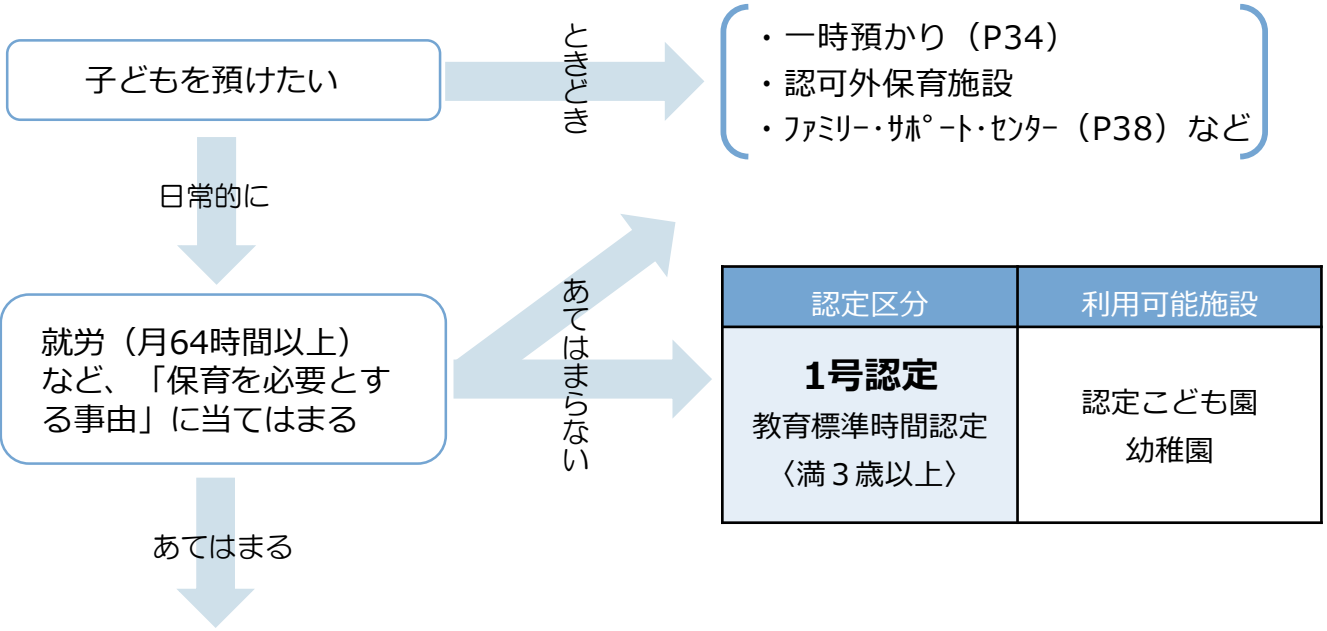 子どもを預けたい
ときどき
・一時預かり（P34）
・認可外保育施設
・ﾌｧﾐﾘｰ･ｻﾎﾟｰﾄ･ｾﾝﾀｰ（P38）など
日常的に
就労（月64時間以上）
など、「保育を必要とす
る事由」に当てはまる
あてはまらない
認定区分
利用可能施設
1号認定
教育標準時間認定
〈満３歳以上〉
認定こども園
幼稚園
あてはまる